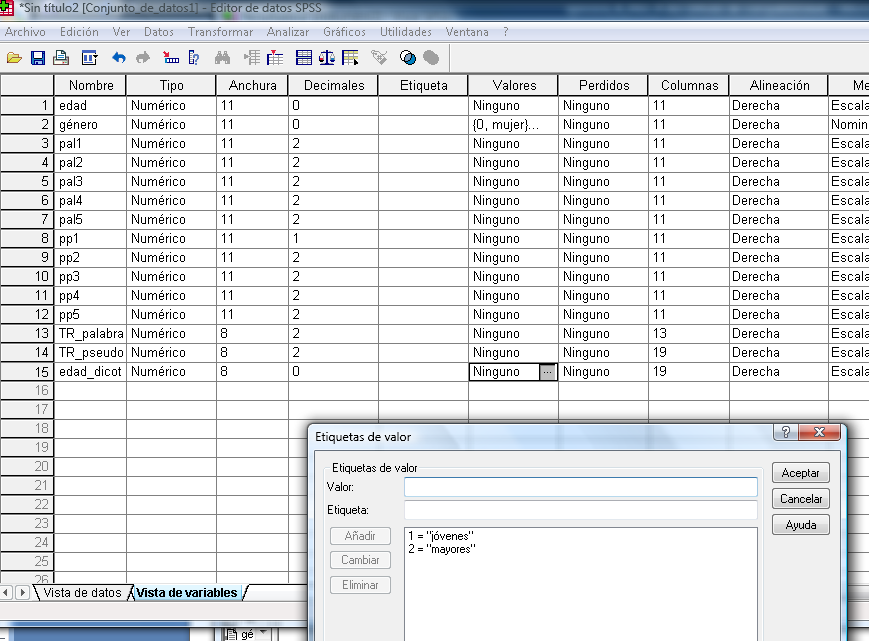 *Sin título2 [Conjunto_de_datos1] - Editor de datos SPSS
Archivo Edición Ver Datos Transformar Analizar Gráficos Utilidades Ventana ?
Nombre Tipo Anchura Decimales Etiqueta Valores Perdidos Columnas Alineación Me
1 edad Numérico 11 0 Ninguno Ninguno 11 Derecha Escala
2 género Numérico 11 0 {0, mujer}... Ninguno 11 Derecha Nomin
3 pal1 Numérico 11 2 Ninguno Ninguno 11 Derecha Escala
4 pal2 Numérico 11 2 Ninguno Ninguno 11 Derecha Escala
5 pal3 Numérico 11 2 Ninguno Ninguno 11 Derecha Escala
6 pal4 Numérico 11 2 Ninguno Ninguno 11 Derecha Escala
7 pal5 Numérico 11 2 Ninguno Ninguno 11 Derecha Escala
8 pp1 Numérico 11 1 Ninguno Ninguno 11 Derecha Escala
9 pp2 Numérico 11 2 Ninguno Ninguno 11 Derecha Escala
10 pp3 Numérico 11 2 Ninguno Ninguno 11 Derecha Escala
11 pp4 Numérico 11 2 Ninguno Ninguno 11 Derecha Escala
12 pp5 Numérico 11 2 Ninguno Ninguno 11 Derecha Escala
13 TR_palabra Numérico 8 2 Ninguno Ninguno 13 Derecha Escala
14 TR_pseudo Numérico 8 2 Ninguno Ninguno 19 Derecha Escala
15 edad_dicot Numérico 8 0 Ninguno ... Ninguno 19 Derecha Escala
16
17
18
19
20
21
22
23
24
25
26
Etiquetas de valor
Etiquetas de valor
Valor:
Etiqueta:
Añadir
Cambiar
Eliminar
1 = "jóvenes"
2 = "mayores"
Aceptar
Cancelar
Ayuda
Vista de datos Vista de variables
gé